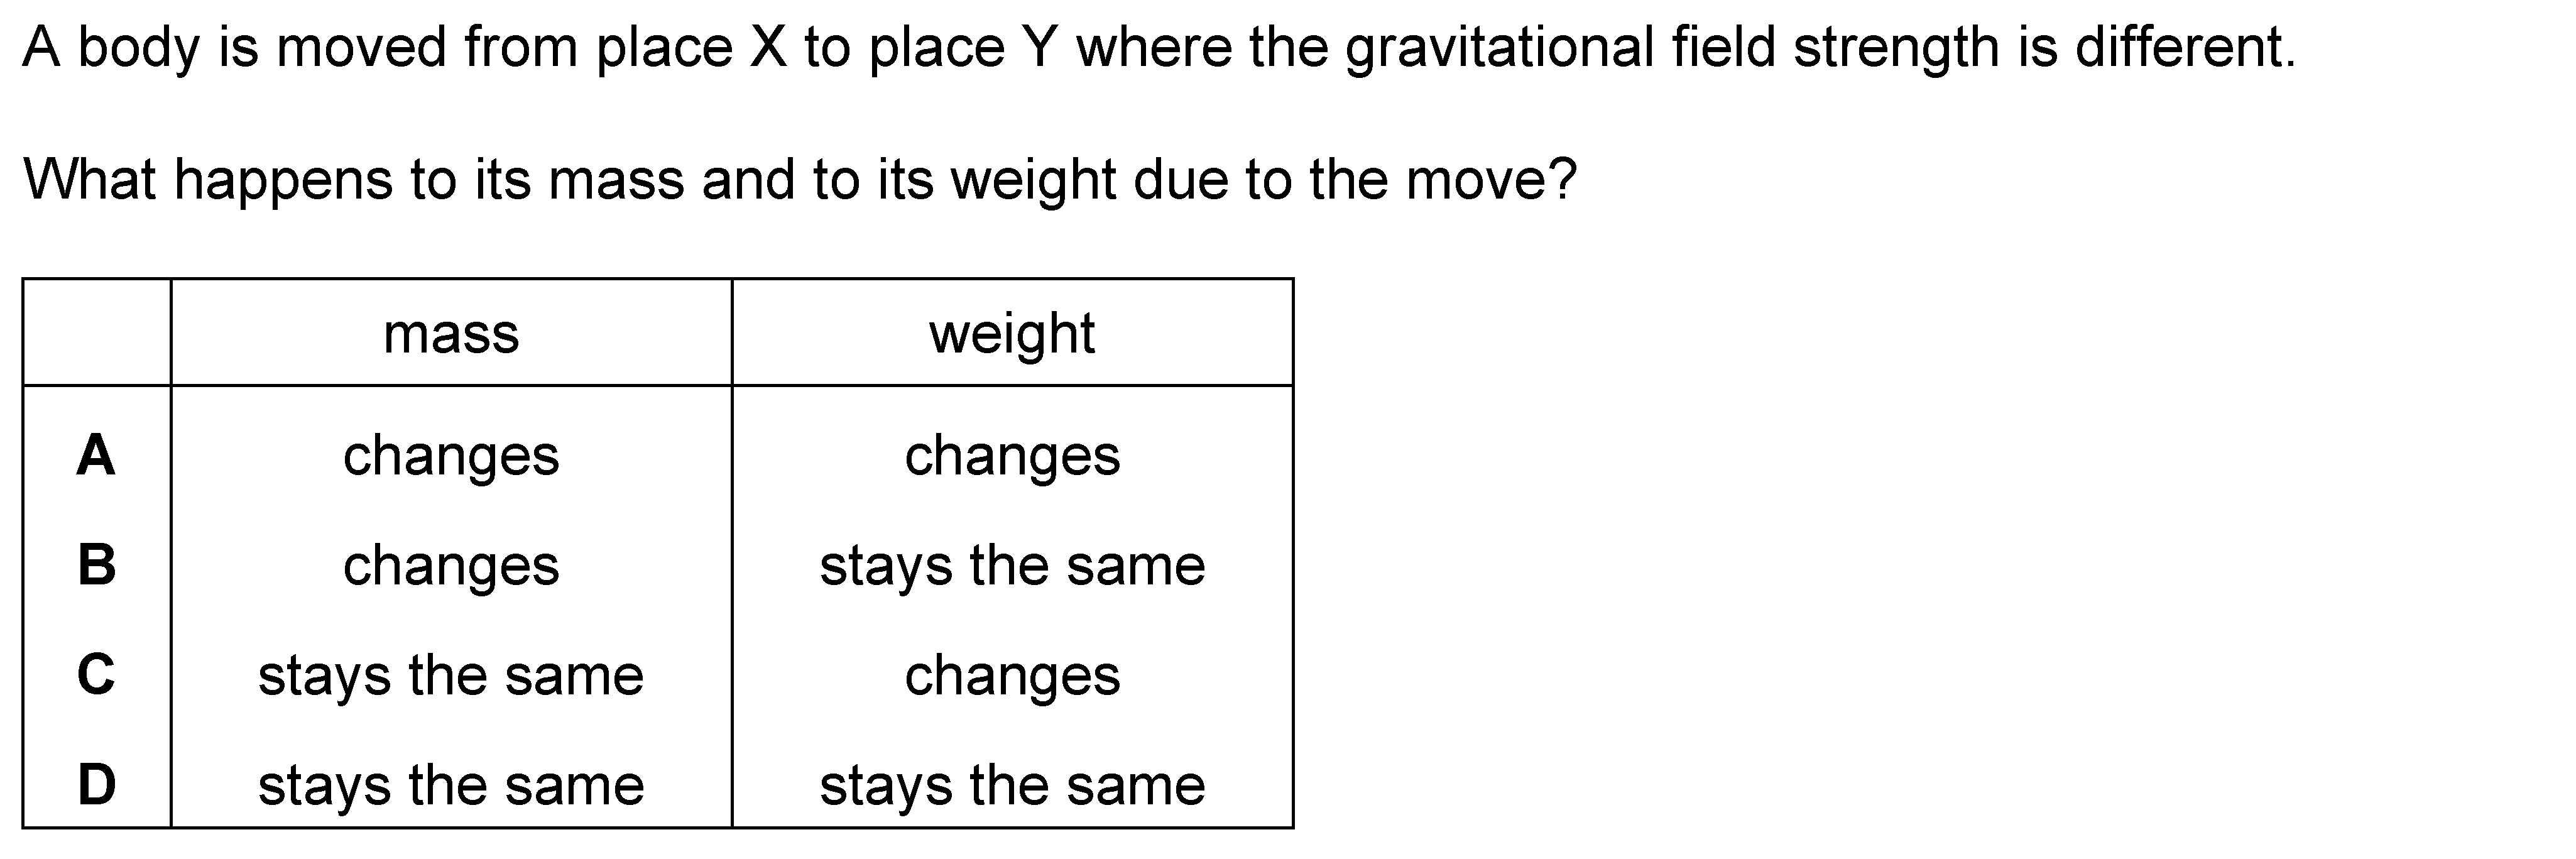 A body is moved from place X to place Y where the gravitational field strength is different.
What happens to its mass and to its weight due to the move?
mass weight
A changes changes
B changes stays the same
C stays the same changes
D stays the same stays the same